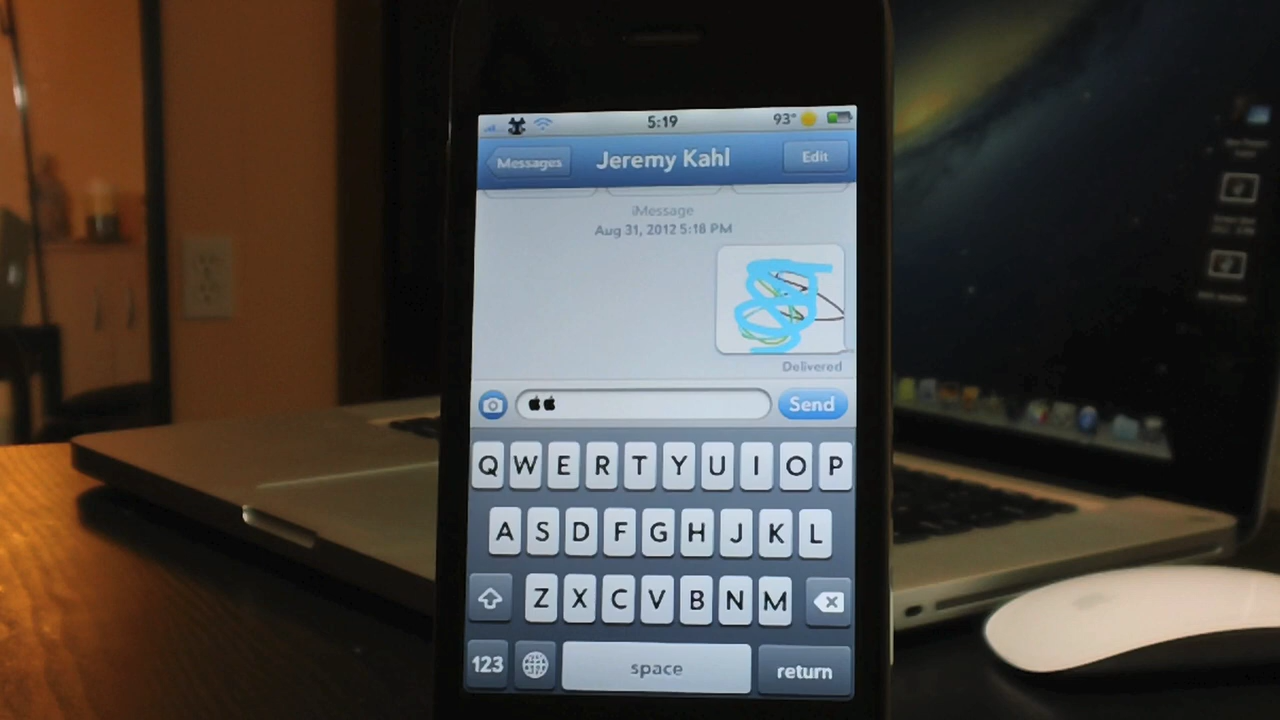 5:19 93°
Messages Jeremy Kahl Edit
iMessage
Aug 31, 2012 5:18 PM
Delivered
Send
Q W E R T Y U I O P
A S D F G H J K L
Z X C V B N M
123 space return